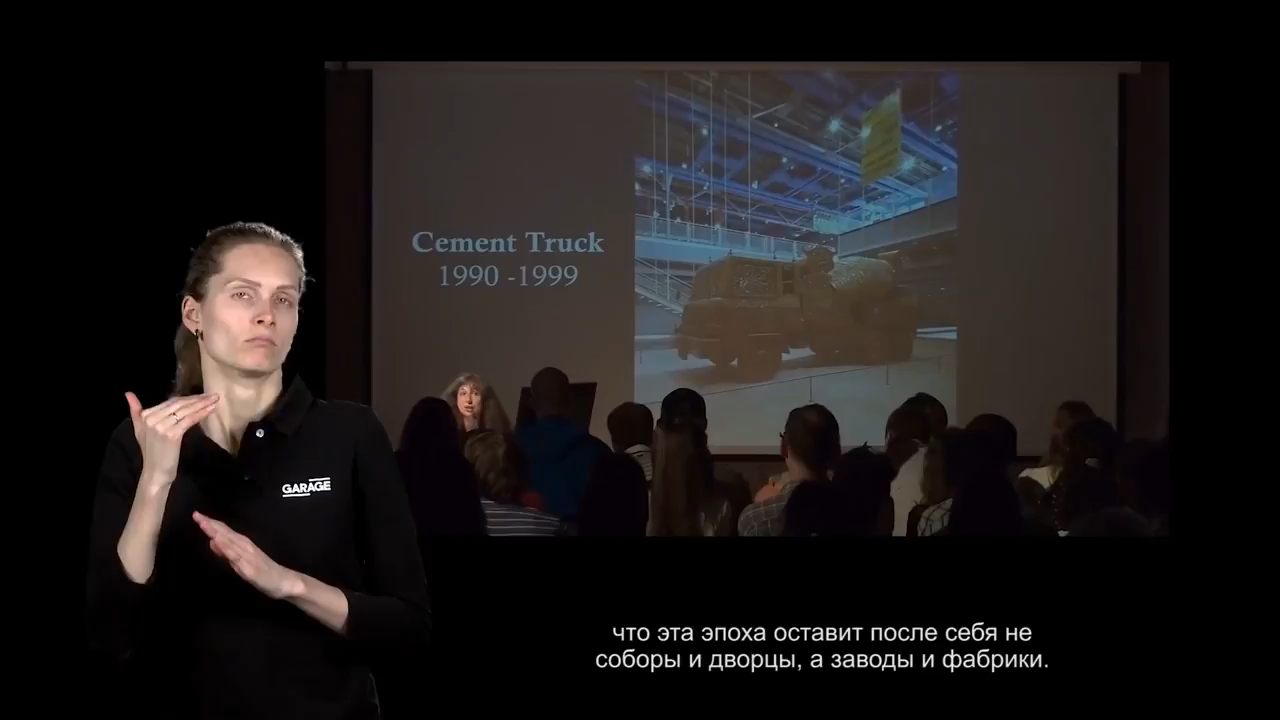 Cement Truck
1990 -1999
GARAGE
что эта эпоха оставит после себя не
соборы и дворцы, а заводы и фабрики.